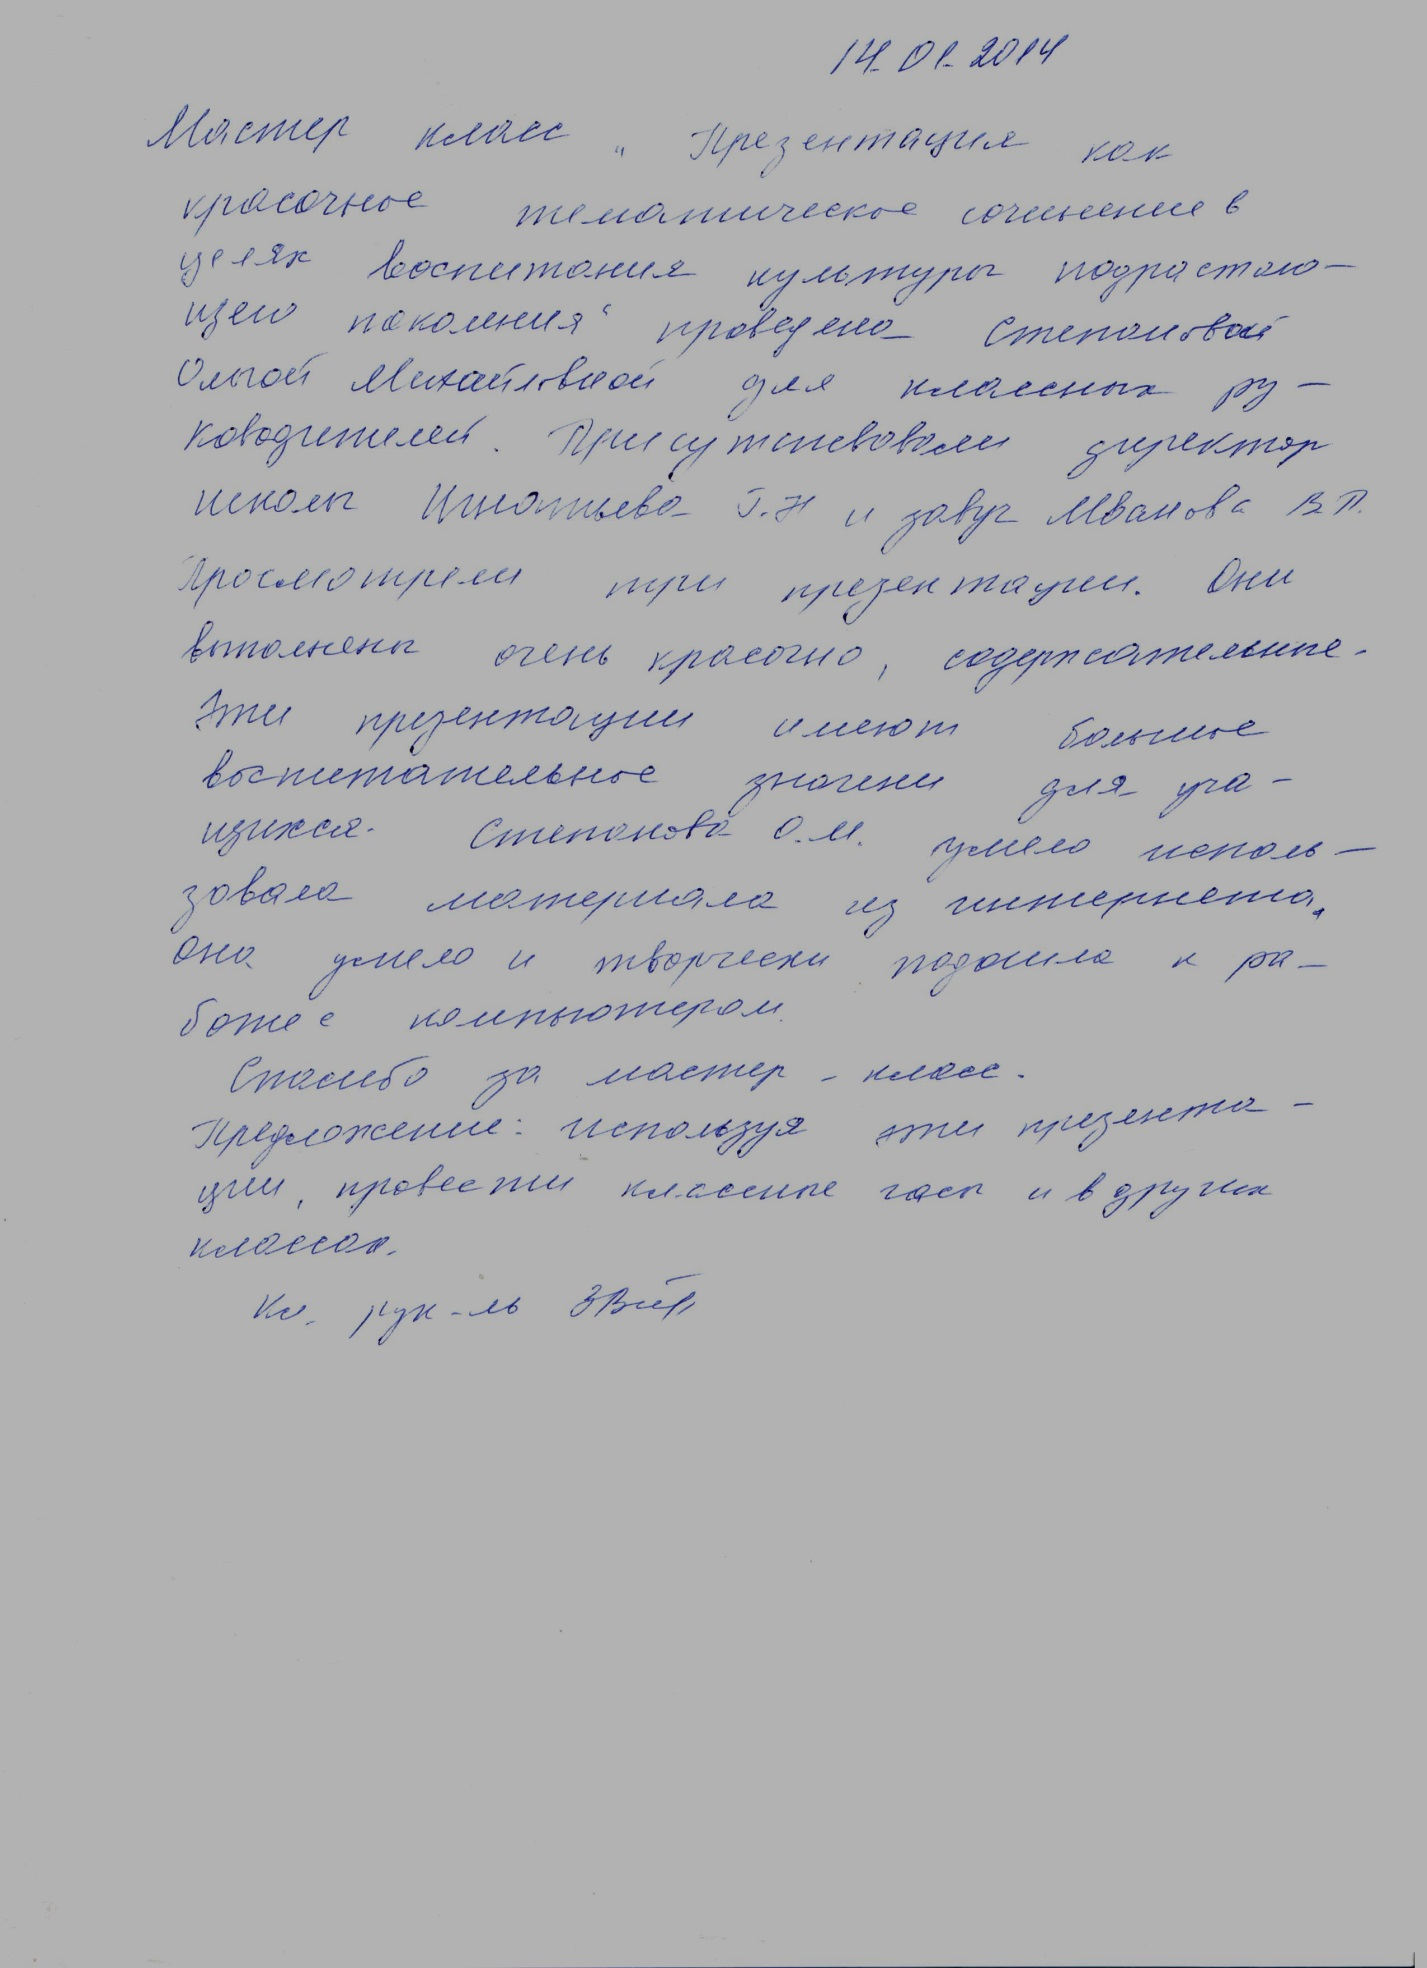 14.01.2014
Мастер класс „Презентация как
красочное тематическое сочинение в
целях воспитания культуры подрастаю-
щего поколения“ проведена Степановой
Ольгой Михайловной для классных ру-
ководителей. Присутствовали директор
школы Игнатьева Г.Н и завуч Иванова В.П.
Просмотрели три презентации. Они
выполнены очень красочно, содержательные.
Эти презентации имеют большое
воспитательное значени для уча-
щихся. Степанова О.М. умело исполь-
зовала материала из интернета.
Она умело и творчески подошла к ра-
боте с компьютером.
Спасибо за мастер-класс.
Предложение: используя эти презента-
ции, провести классные часы и в других
классах.
Кл. рук-ль